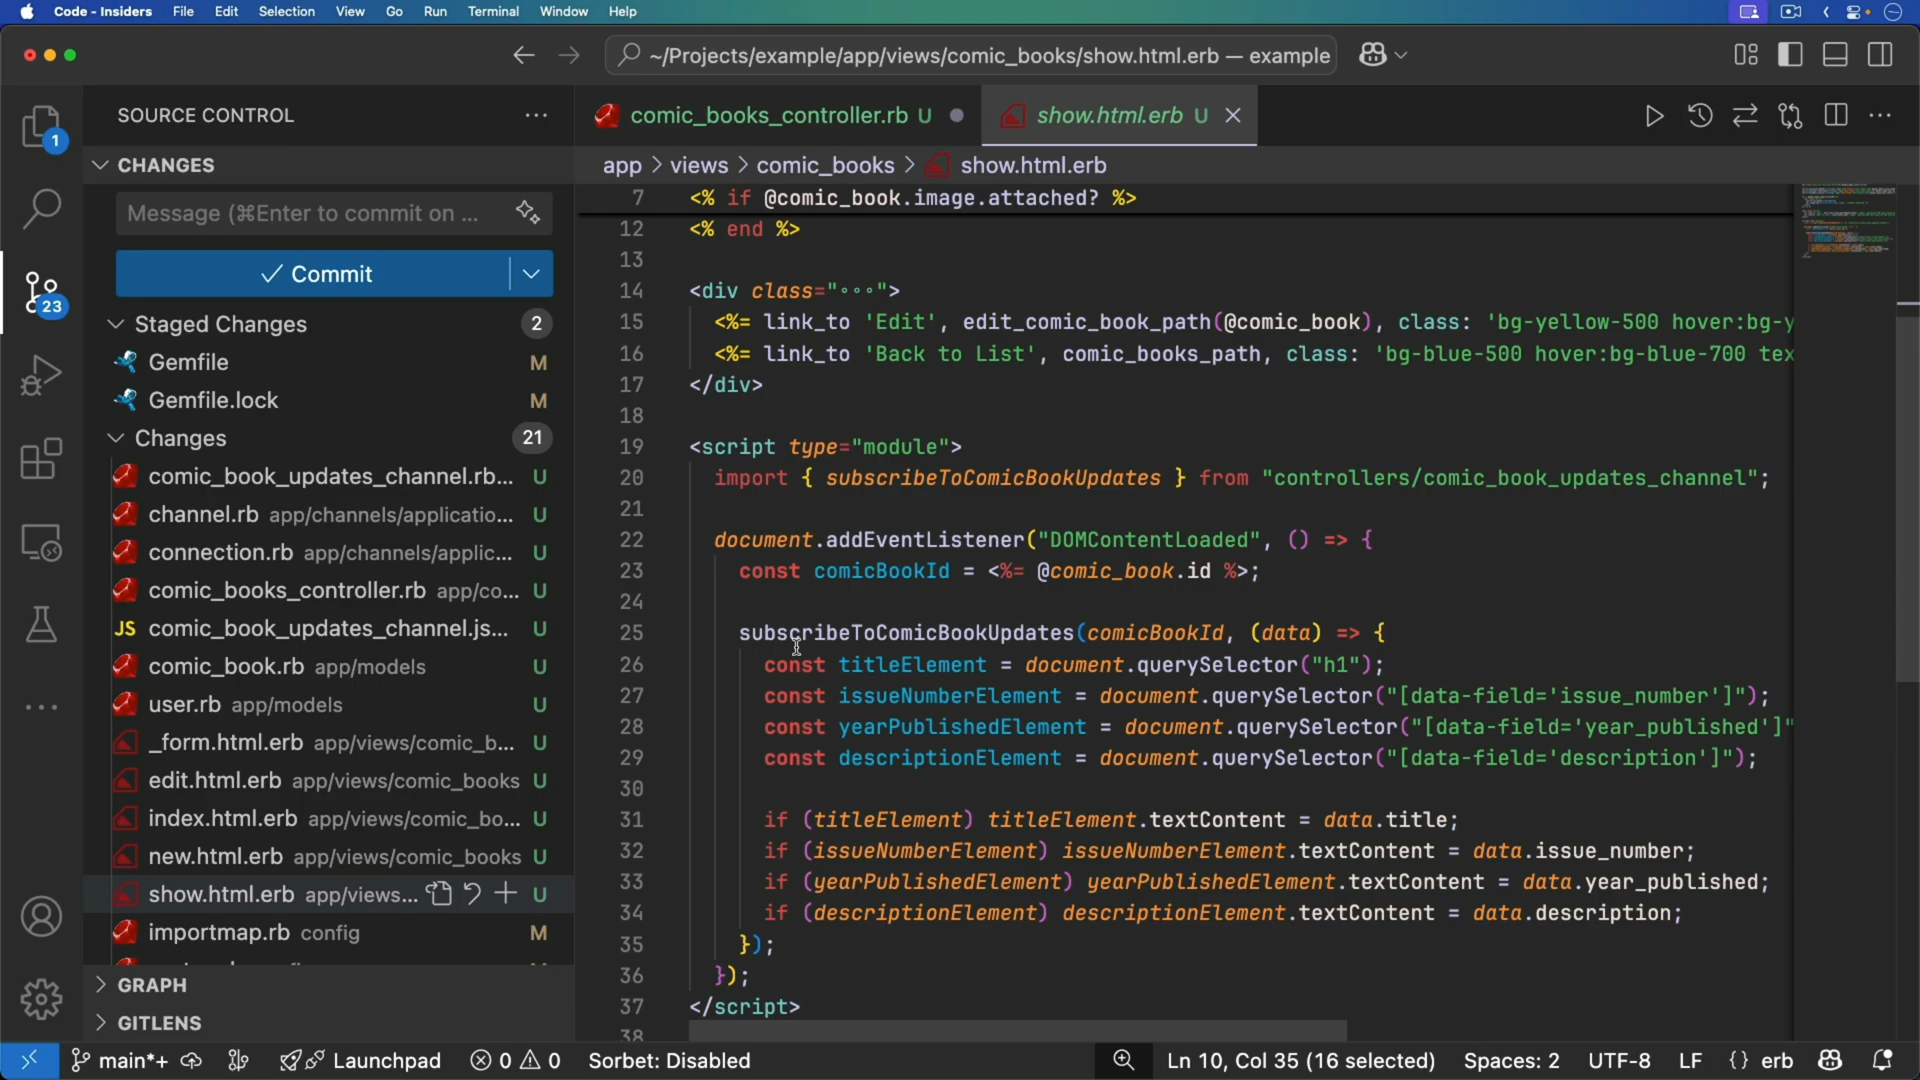 Code - Insiders File Edit Selection View Go Run Terminal Window Help
~/Projects/example/app/views/comic_books/show.html.erb — example
1
SOURCE CONTROL
CHANGES
Message (⌘Enter to commit on ...
Commit
23
Staged Changes 2
Gemfile M
Gemfile.lock M
Changes 21
comic_book_updates_channel.rb... U
channel.rb app/channels/applicatio... U
connection.rb app/channels/applic... U
comic_books_controller.rb app/co... U
JS comic_book_updates_channel.js... U
comic_book.rb app/models U
user.rb app/models U
_form.html.erb app/views/comic_b... U
edit.html.erb app/views/comic_books U
index.html.erb app/views/comic_bo... U
new.html.erb app/views/comic_books U
show.html.erb app/views... U
importmap.rb config M
GRAPH
GITLENS
comic_books_controller.rb U
show.html.erb U
app > views > comic_books > show.html.erb
7 <% if @comic_book.image.attached? %>
12 <% end %>
13
14 <div class="•••">
15 <%= link_to 'Edit', edit_comic_book_path(@comic_book), class: 'bg-yellow-500 hover:bg-y
16 <%= link_to 'Back to List', comic_books_path, class: 'bg-blue-500 hover:bg-blue-700 tex
17 </div>
18
19 <script type="module">
20 import { subscribeToComicBookUpdates } from "controllers/comic_book_updates_channel";
21
22 document.addEventListener("DOMContentLoaded", () => {
23 const comicBookId = <%= @comic_book.id %>;
24
25 subscribeToComicBookUpdates(comicBookId, (data) => {
26 const titleElement = document.querySelector("h1");
27 const issueNumberElement = document.querySelector("[data-field='issue_number']");
28 const yearPublishedElement = document.querySelector("[data-field='year_published']"
29 const descriptionElement = document.querySelector("[data-field='description']");
30
31 if (titleElement) titleElement.textContent = data.title;
32 if (issueNumberElement) issueNumberElement.textContent = data.issue_number;
33 if (yearPublishedElement) yearPublishedElement.textContent = data.year_published;
34 if (descriptionElement) descriptionElement.textContent = data.description;
35 });
36 });
37 </script>
38
main*+ Launchpad 0 0 Sorbet: Disabled Ln 10, Col 35 (16 selected) Spaces: 2 UTF-8 LF {} erb